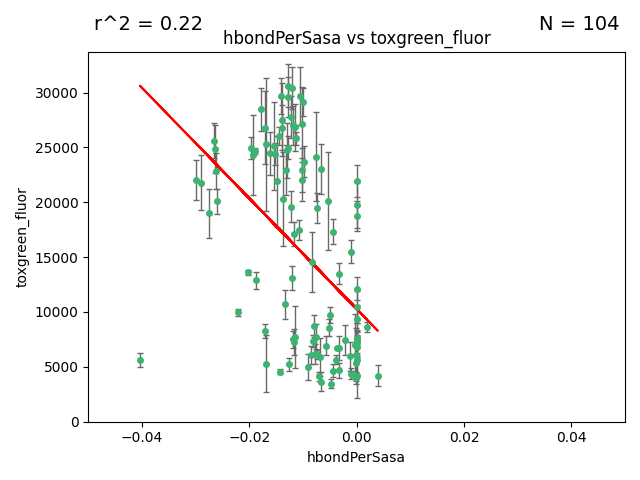 r^2 = 0.22
N = 104
hbondPerSasa vs toxgreen_fluor
30000
25000
20000
15000
10000
5000
0
toxgreen_fluor
−0.04
−0.02
0.00
0.02
0.04
hbondPerSasa